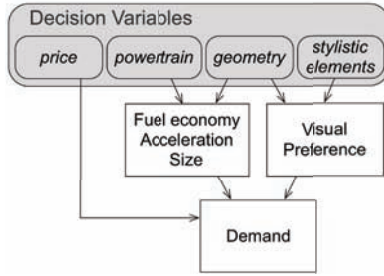 Decision Variables
price
powertrain
geometry
stylistic
elements
Fuel economy
Acceleration
Size
Visual
Preference
Demand